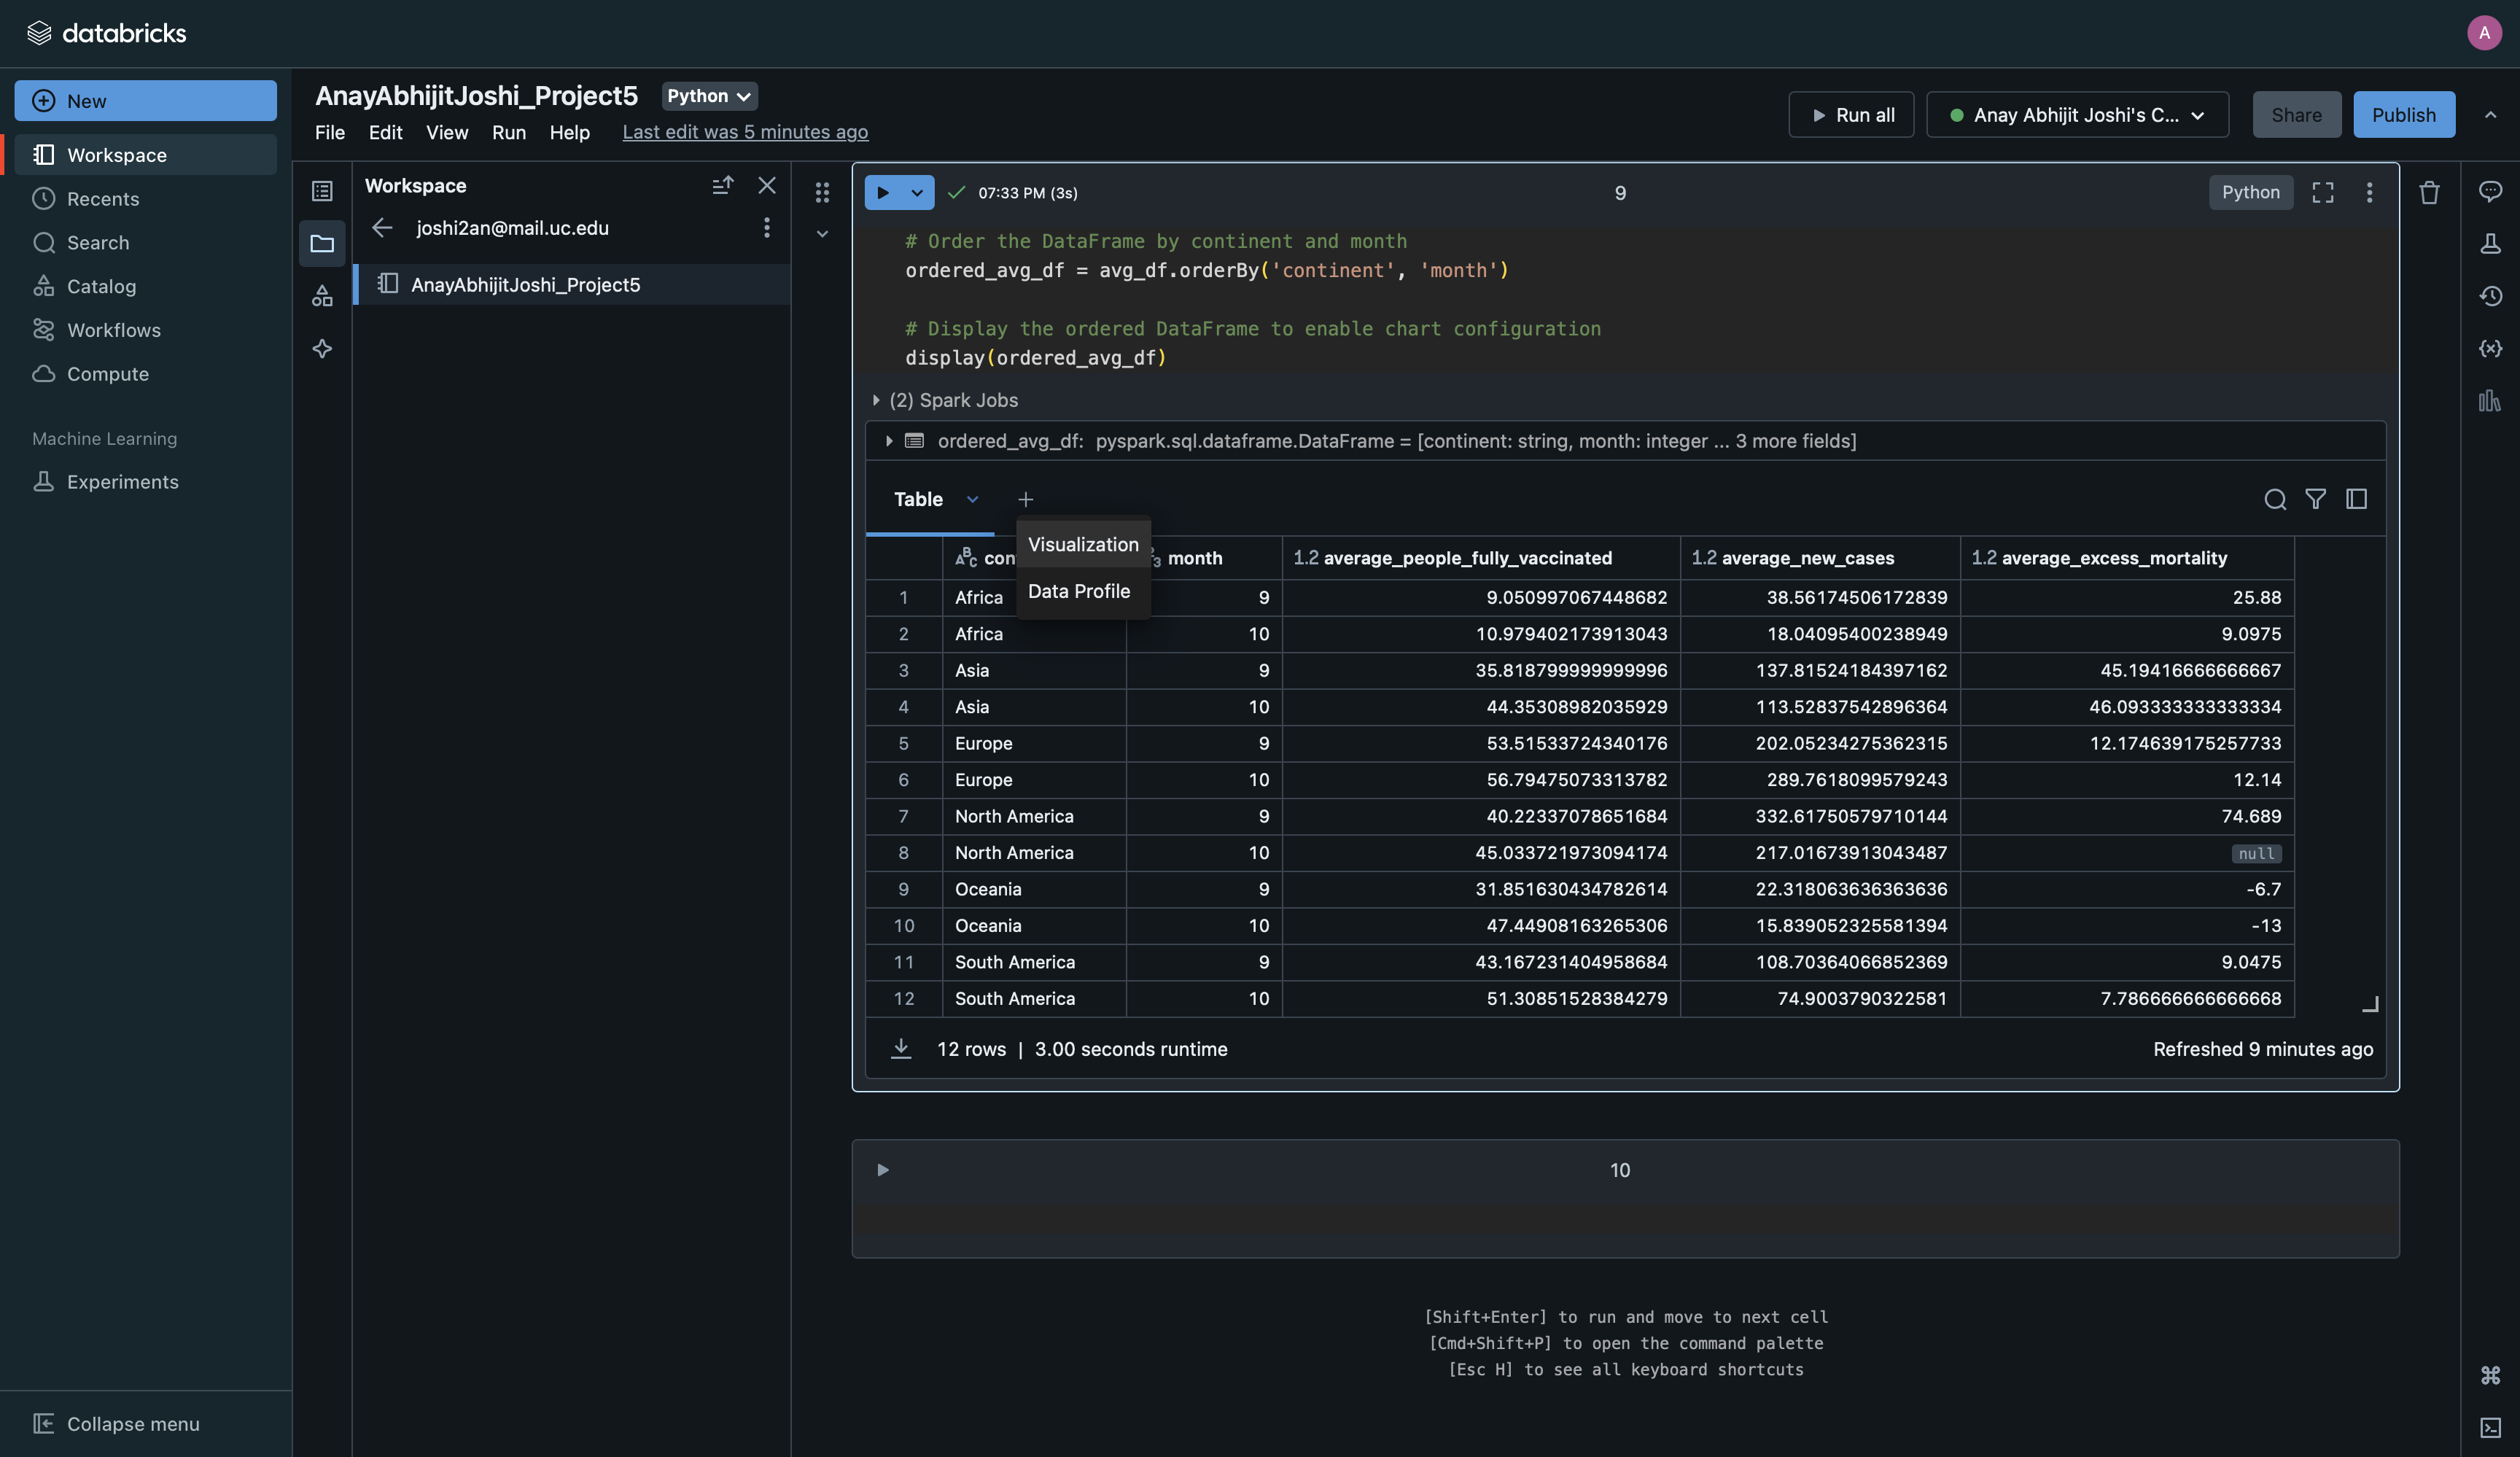 databricks
A
New
Workspace
Recents
Search
Catalog
Workflows
Compute
Machine Learning
Experiments
Collapse menu
AnayAbhijitJoshi_Project5
Python
File Edit View Run Help Last edit was 5 minutes ago
Run all
Anay Abhijit Joshi's C...
Share
Publish
Workspace
joshi2an@mail.uc.edu
AnayAbhijitJoshi_Project5
07:33 PM (3s)
9
Python
# Order the DataFrame by continent and month
ordered_avg_df = avg_df.orderBy('continent', 'month')
# Display the ordered DataFrame to enable chart configuration
display(ordered_avg_df)
(2) Spark Jobs
ordered_avg_df: pyspark.sql.dataframe.DataFrame = [continent: string, month: integer ... 3 more fields]
Table
+
Visualization
Data Profile
month 1.2 average_people_fully_vaccinated 1.2 average_new_cases 1.2 average_excess_mortality
1 Africa 9 9.050997067448682 38.56174506172839 25.88
2 Africa 10 10.979402173913043 18.04095400238949 9.0975
3 Asia 9 35.818799999999996 137.81524184397162 45.19416666666667
4 Asia 10 44.35308982035929 113.52837542896364 46.093333333333334
5 Europe 9 53.51533724340176 202.05234275362315 12.174639175257733
6 Europe 10 56.79475073313782 289.7618099579243 12.14
7 North America 9 40.22337078651684 332.61750579710144 74.689
8 North America 10 45.033721973094174 217.01673913043487 null
9 Oceania 9 31.851630434782614 22.318063636363636 -6.7
10 Oceania 10 47.44908163265306 15.839052325581394 -13
11 South America 9 43.167231404958684 108.70364066852369 9.0475
12 South America 10 51.30851528384279 74.9003790322581 7.786666666666668
12 rows | 3.00 seconds runtime
Refreshed 9 minutes ago
10
[Shift+Enter] to run and move to next cell
[Cmd+Shift+P] to open the command palette
[Esc H] to see all keyboard shortcuts